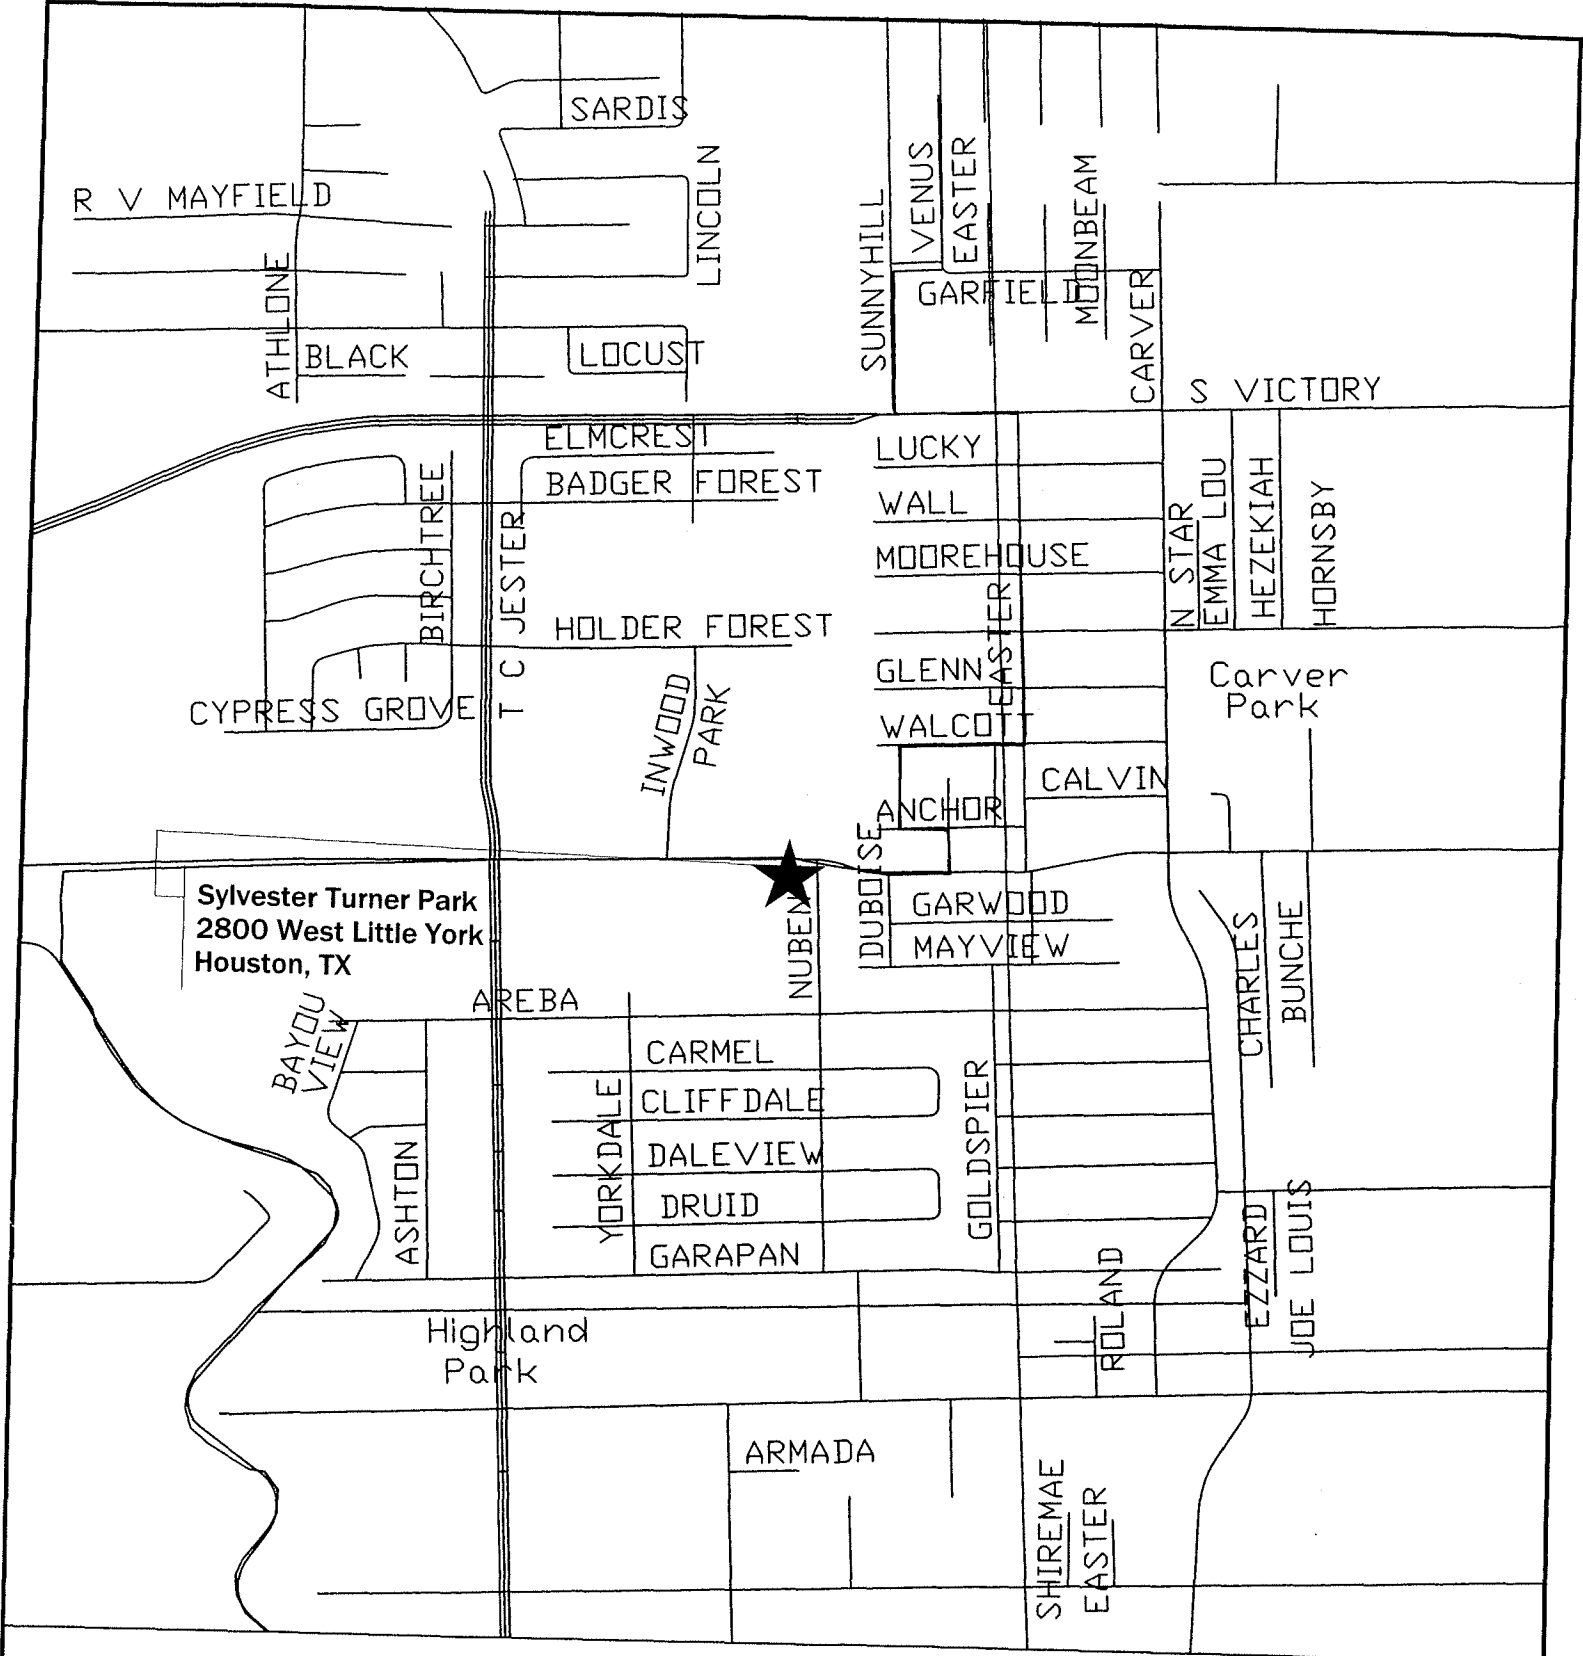 SARDIS
R V MAYFIELD
LINCOLN
SUNNYHILL
VENUS
EASTER
MOONBEAM
GARFIELD
CARVER
ATHLONE
BLACK
LOCUST
S VICTORY
ELMCREST
BADGER FOREST
BIRCHTREE
T C JESTER
LUCKY
WALL
MOOREHOUSE
EASTER
N STAR
EMMA LOU
HEZEKIAH
HORNSBY
HOLDER FOREST
GLENN
Carver
Park
CYPRESS GROVE
INWOOD
PARK
WALCOTT
CALVIN
ANCHOR
Sylvester Turner Park
2800 West Little York
Houston, TX
NUBEN
DUBOISE
GARWOOD
MAYVIEW
CHARLES
BUNCHE
AREBA
BAYOU
VIEW
CARMEL
CLIFFDALE
DALEVIEW
DRUID
GARAPAN
YORKDALE
ASHTON
GOLDSPIER
EZZARD
JOE LOUIS
ROLAND
Highland
Park
ARMADA
SHIREMAE
EASTER